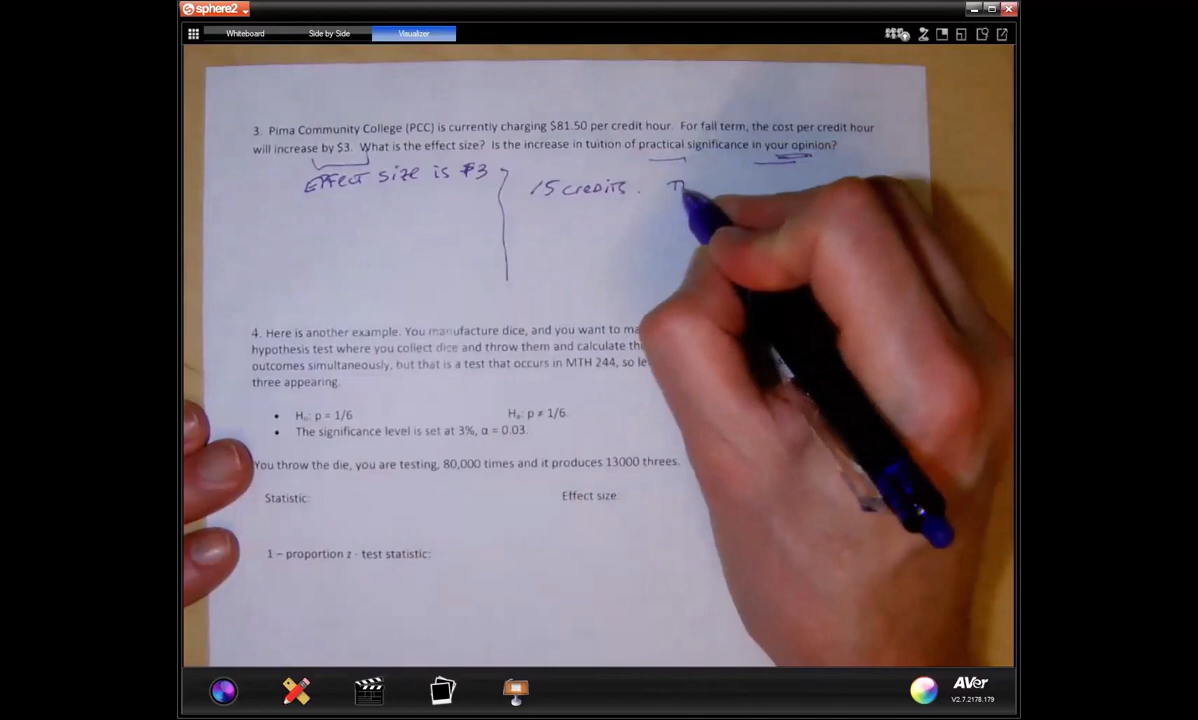 sphere2
Whiteboard Side by Side Visualizer
3. Pima Community College (PCC) is currently charging $81.50 per credit hour. For fall term, the cost per credit hour
will increase by $3. What is the effect size? Is the increase in tuition of practical significance in your opinion?
Effect size is $3
15 credits.
4. Here is another example. You manufacture dice, and you want to ma
hypothesis test where you collect dice and throw them and calculate th
outcomes simultaneously, but that is a test that occurs in MTH 244, so le
three appearing.
• H₀: p = 1/6 Hₐ: p ≠ 1/6.
• The significance level is set at 3%, α = 0.03.
You throw the die, you are testing, 80,000 times and it produces 13000 threes.
Statistic: Effect size:
1 – proportion z - test statistic:
AVer
V2.7.2178.179